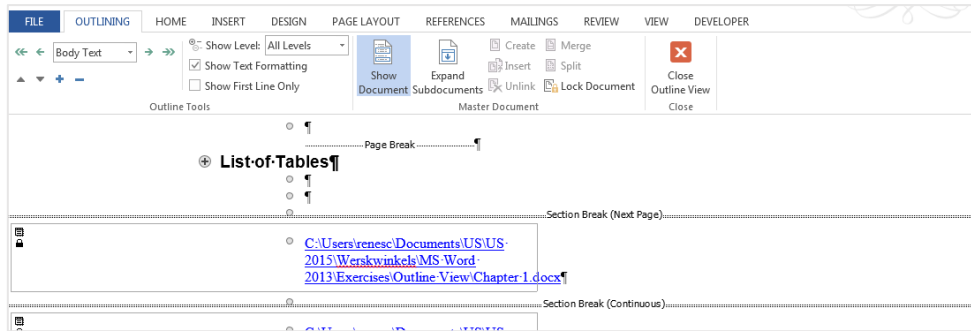 FILE OUTLINING HOME INSERT DESIGN PAGE LAYOUT REFERENCES MAILINGS REVIEW VIEW DEVELOPER
Body Text
Show Level: All Levels
Show Text Formatting
Show First Line Only
Outline Tools
Show Document
Expand Subdocuments
Create Merge
Insert Split
Unlink Lock Document
Master Document
Close Outline View
Close
¶
Page Break ¶
List·of·Tables¶
¶
¶
Section Break (Next Page)
C:\Users\renesc\Documents\US\US·
2015\Werskwinkels\MS·Word·
2013\Exercises\Outline·View\Chapter·1.docx¶
Section Break (Continuous)